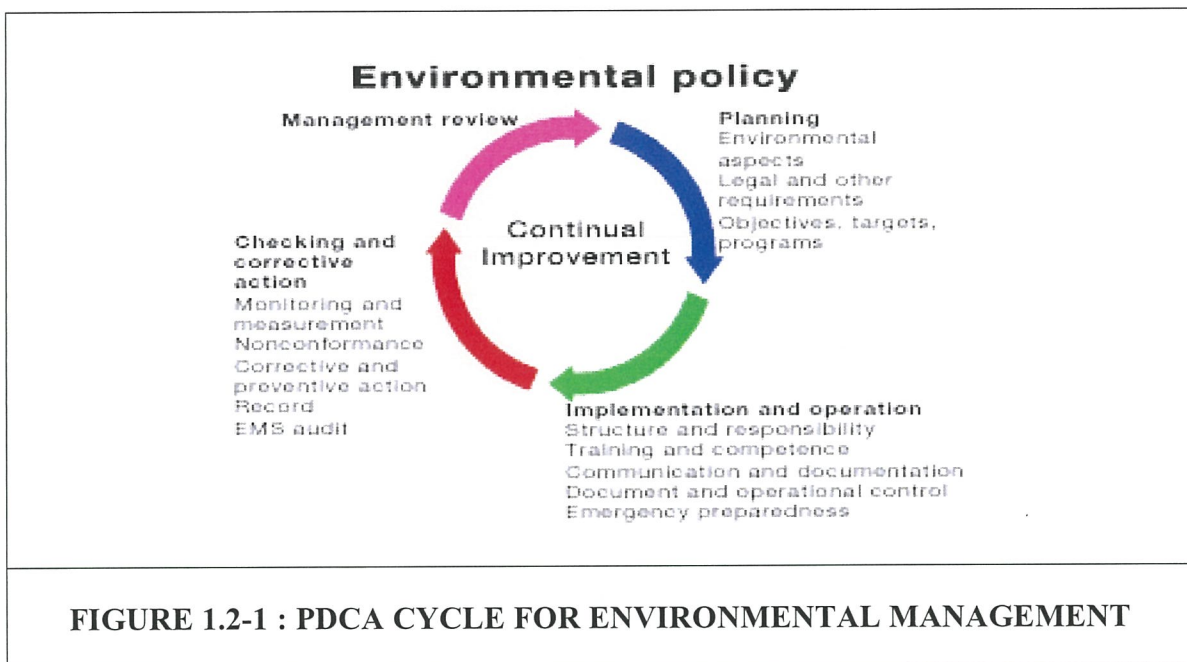 Environmental policy
Management review
Planning
Environmental
aspects
Legal and other
requirements
Objectives, targets,
programs
Continual
Improvement
Implementation and operation
Structure and responsibility
Training and competence
Communication and documentation
Document and operational control
Emergency preparedness
Checking and
corrective
action
Monitoring and
measurement
Nonconformance
Corrective and
preventive action
Record
EMS audit
FIGURE 1.2-1 : PDCA CYCLE FOR ENVIRONMENTAL MANAGEMENT